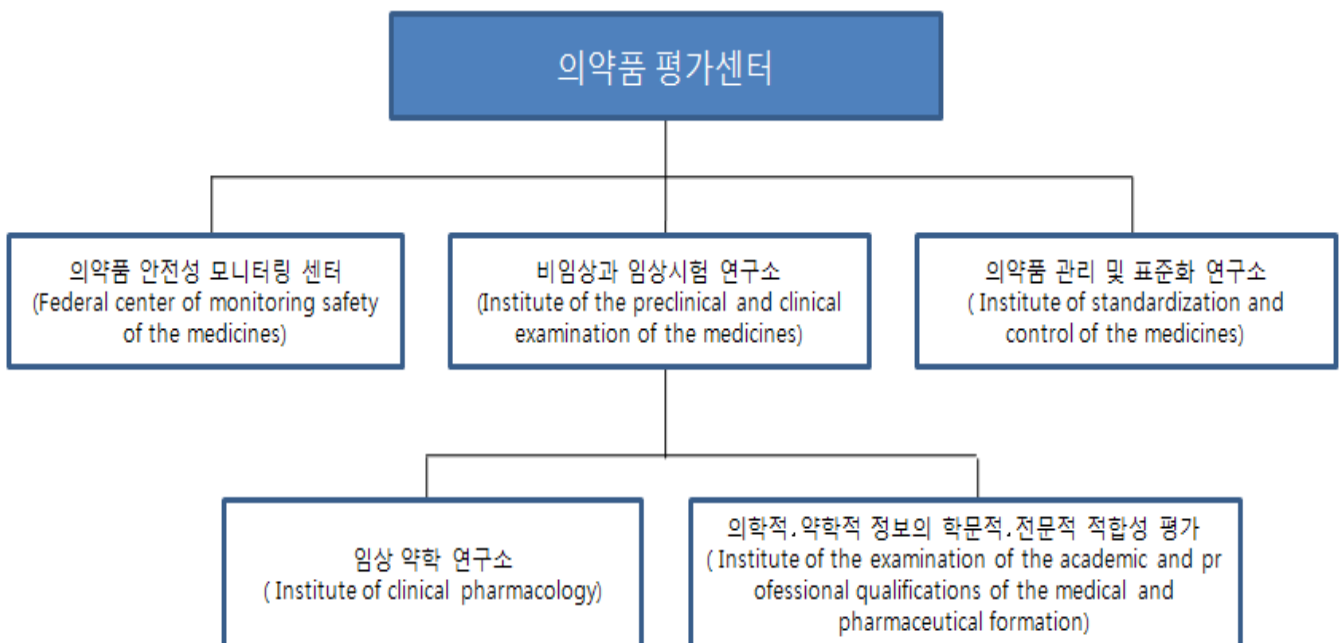 의약품 평가센터
의약품 안전성 모니터링 센터
(Federal center of monitoring safety
of the medicines)
비임상과 임상시험 연구소
(Institute of the preclinical and clinical
examination of the medicines)
의약품 관리 및 표준화 연구소
( Institute of standardization and
control of the medicines)
임상 약학 연구소
( Institute of clinical pharmacology)
의학적.약학적 정보의 학문적.전문적 적합성 평가
( Institute of the examination of the academic and pr
ofessional qualifications of the medical and
pharmaceutical formation)